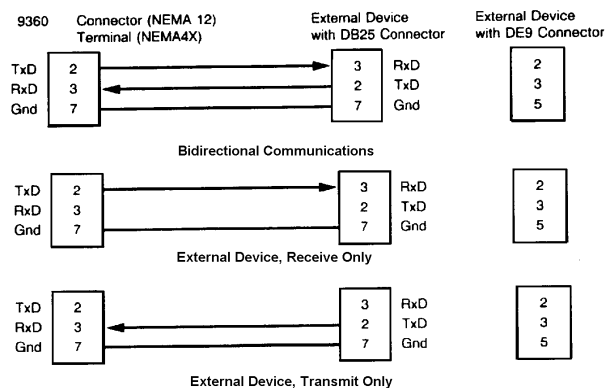 9360 Connector (NEMA 12) External Device External Device
Terminal (NEMA4X) with DB25 Connector with DE9 Connector
TxD 2 3 RxD 2
RxD 3 2 TxD 3
Gnd 7 7 Gnd 5
Bidirectional Communications
TxD 2 3 RxD 2
RxD 3 2 TxD 3
Gnd 7 7 Gnd 5
External Device, Receive Only
TxD 2 3 RxD 2
RxD 3 2 TxD 3
Gnd 7 7 Gnd 5
External Device, Transmit Only